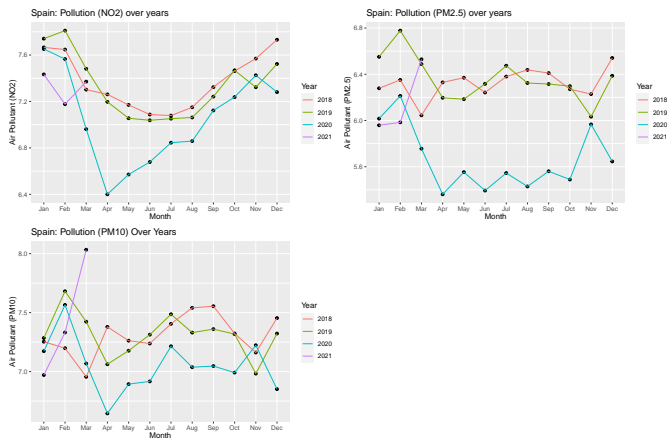 Spain: Pollution (NO2) over years
Air Pollutant (NO2)
7.6
7.2
6.8
6.4
Jan Feb Mar Apr May Jun Jul Aug Sep Oct Nov Dec
Month
Year
2018
2019
2020
2021
Spain: Pollution (PM2.5) over years
Air Pollutant (PM2.5)
6.8
6.4
6.0
5.6
Jan Feb Mar Apr May Jun Jul Aug Sep Oct Nov Dec
Month
Year
2018
2019
2020
2021
Spain: Pollution (PM10) Over Years
Air Pollutant (PM10)
8.0
7.5
7.0
Jan Feb Mar Apr May Jun Jul Aug Sep Oct Nov Dec
Month
Year
2018
2019
2020
2021